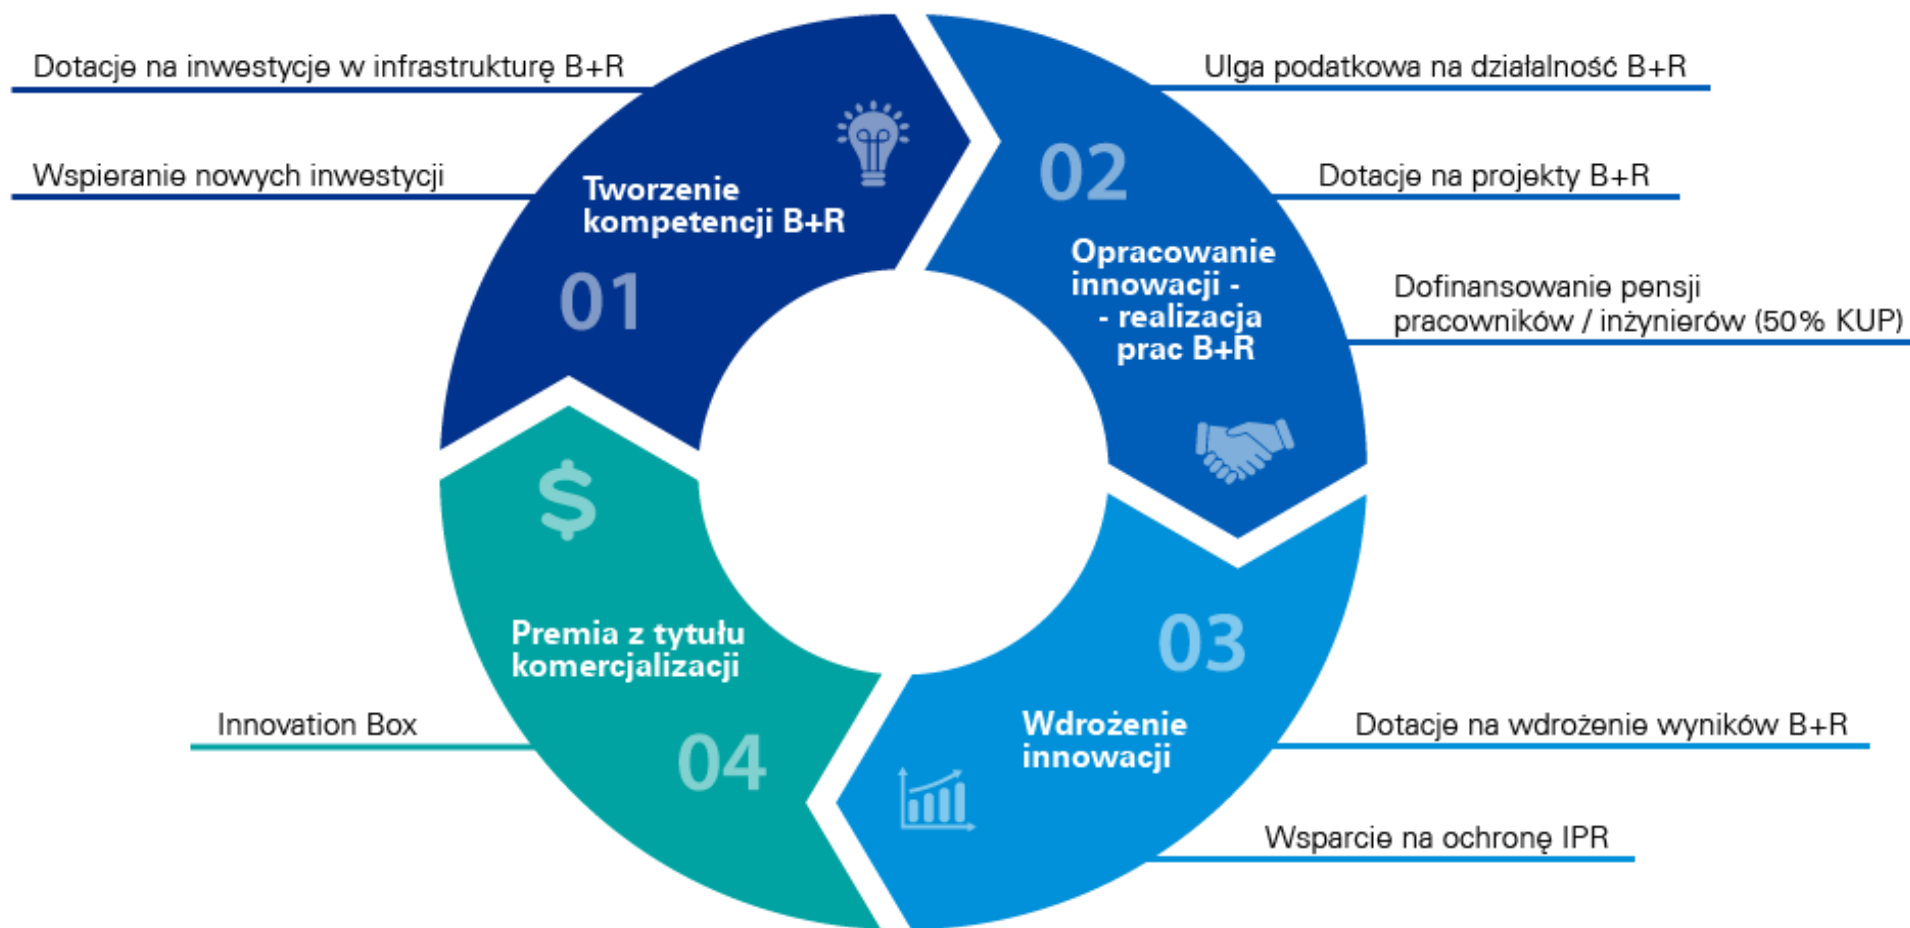 Dotacje na inwestycje w infrastrukturę B+R
Wspieranie nowych inwestycji
Tworzenie
kompetencji B+R
01
Ulga podatkowa na działalność B+R
Dotacje na projekty B+R
Dofinansowanie pensji
pracowników / inżynierów (50% KUP)
02
Opracowanie
innowacji -
- realizacja
prac B+R
03
Wdrożenie
innowacji
Dotacje na wdrożenie wyników B+R
Wsparcie na ochronę IPR
$
Premia z tytułu
komercjalizacji
04
Innovation Box